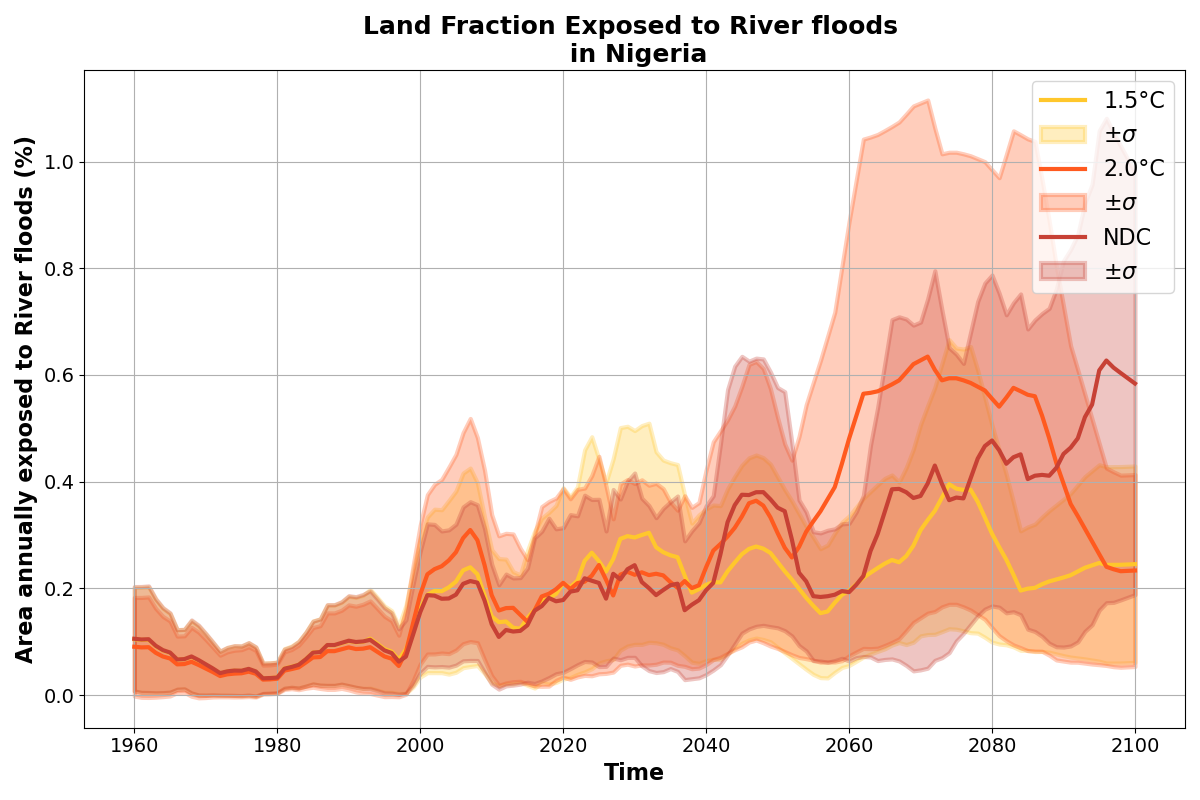 Land Fraction Exposed to River floods
in Nigeria
Area annually exposed to River floods (%)
1.0
0.8
0.6
0.4
0.2
0.0
1.5°C
±σ
2.0°C
±σ
NDC
±σ
1960 1980 2000 2020 2040 2060 2080 2100
Time